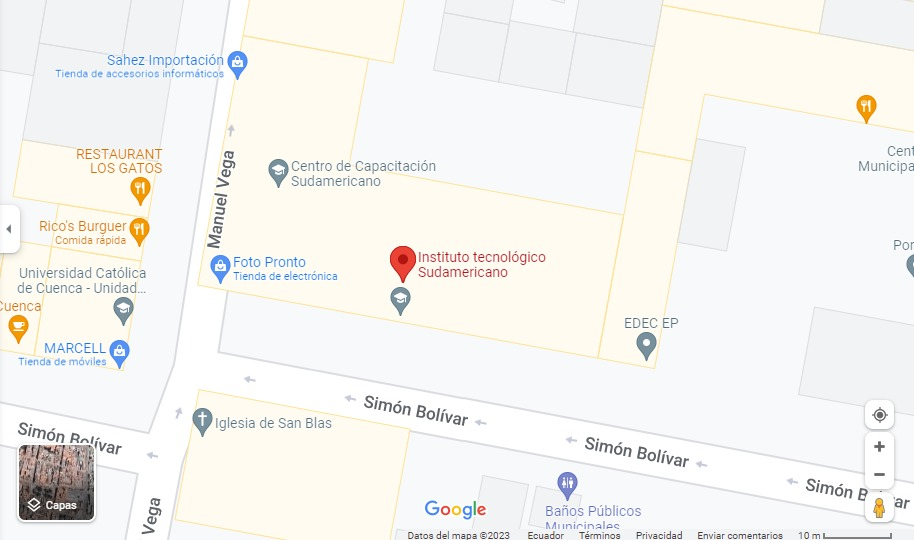 Sahez Importación
Tienda de accesorios informáticos
RESTAURANT
LOS GATOS
Centro de Capacitación
Sudamericano
Manuel Vega
Cent
Municipa
Rico's Burguer
Comida rápida
Foto Pronto
Tienda de electrónica
Instituto tecnológico
Sudamericano
Por
Universidad Católica
de Cuenca - Unidad...
Cuenca
MARCELL
Tienda de móviles
EDEC EP
Simón Bolívar
Iglesia de San Blas
Simón Bolívar
Simón Bolívar
Simón Bolívar
Capas
Vega
Google
Baños Públicos
Municipales
Datos del mapa ©2023 Ecuador Términos Privacidad Enviar comentarios 10 m